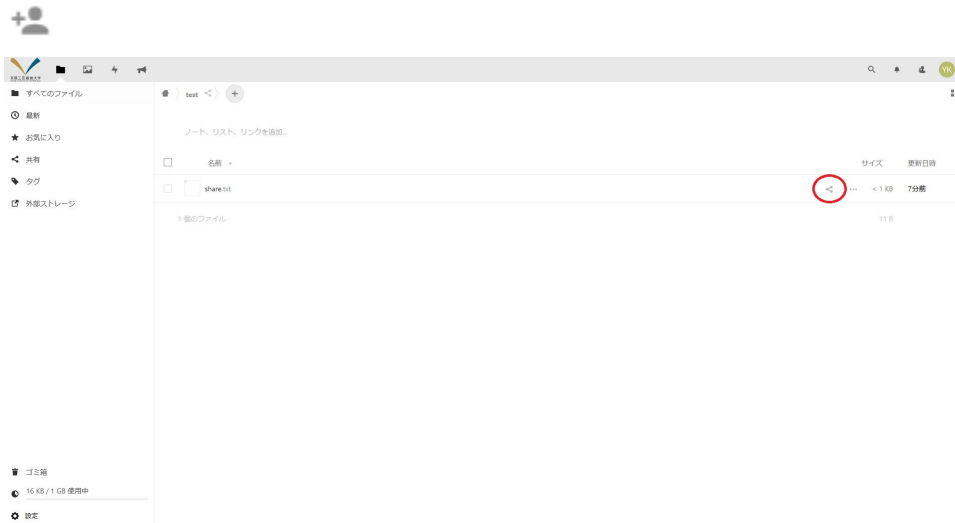 YK
すべてのファイル
test
最新
ノート、リスト、リンクを追加...
お気に入り
共有
名前
サイズ
更新日時
タグ
share.txt
< 1 KB
7分前
外部ストレージ
1 個のファイル
11 B
ゴミ箱
16 KB / 1 GB 使用中
設定